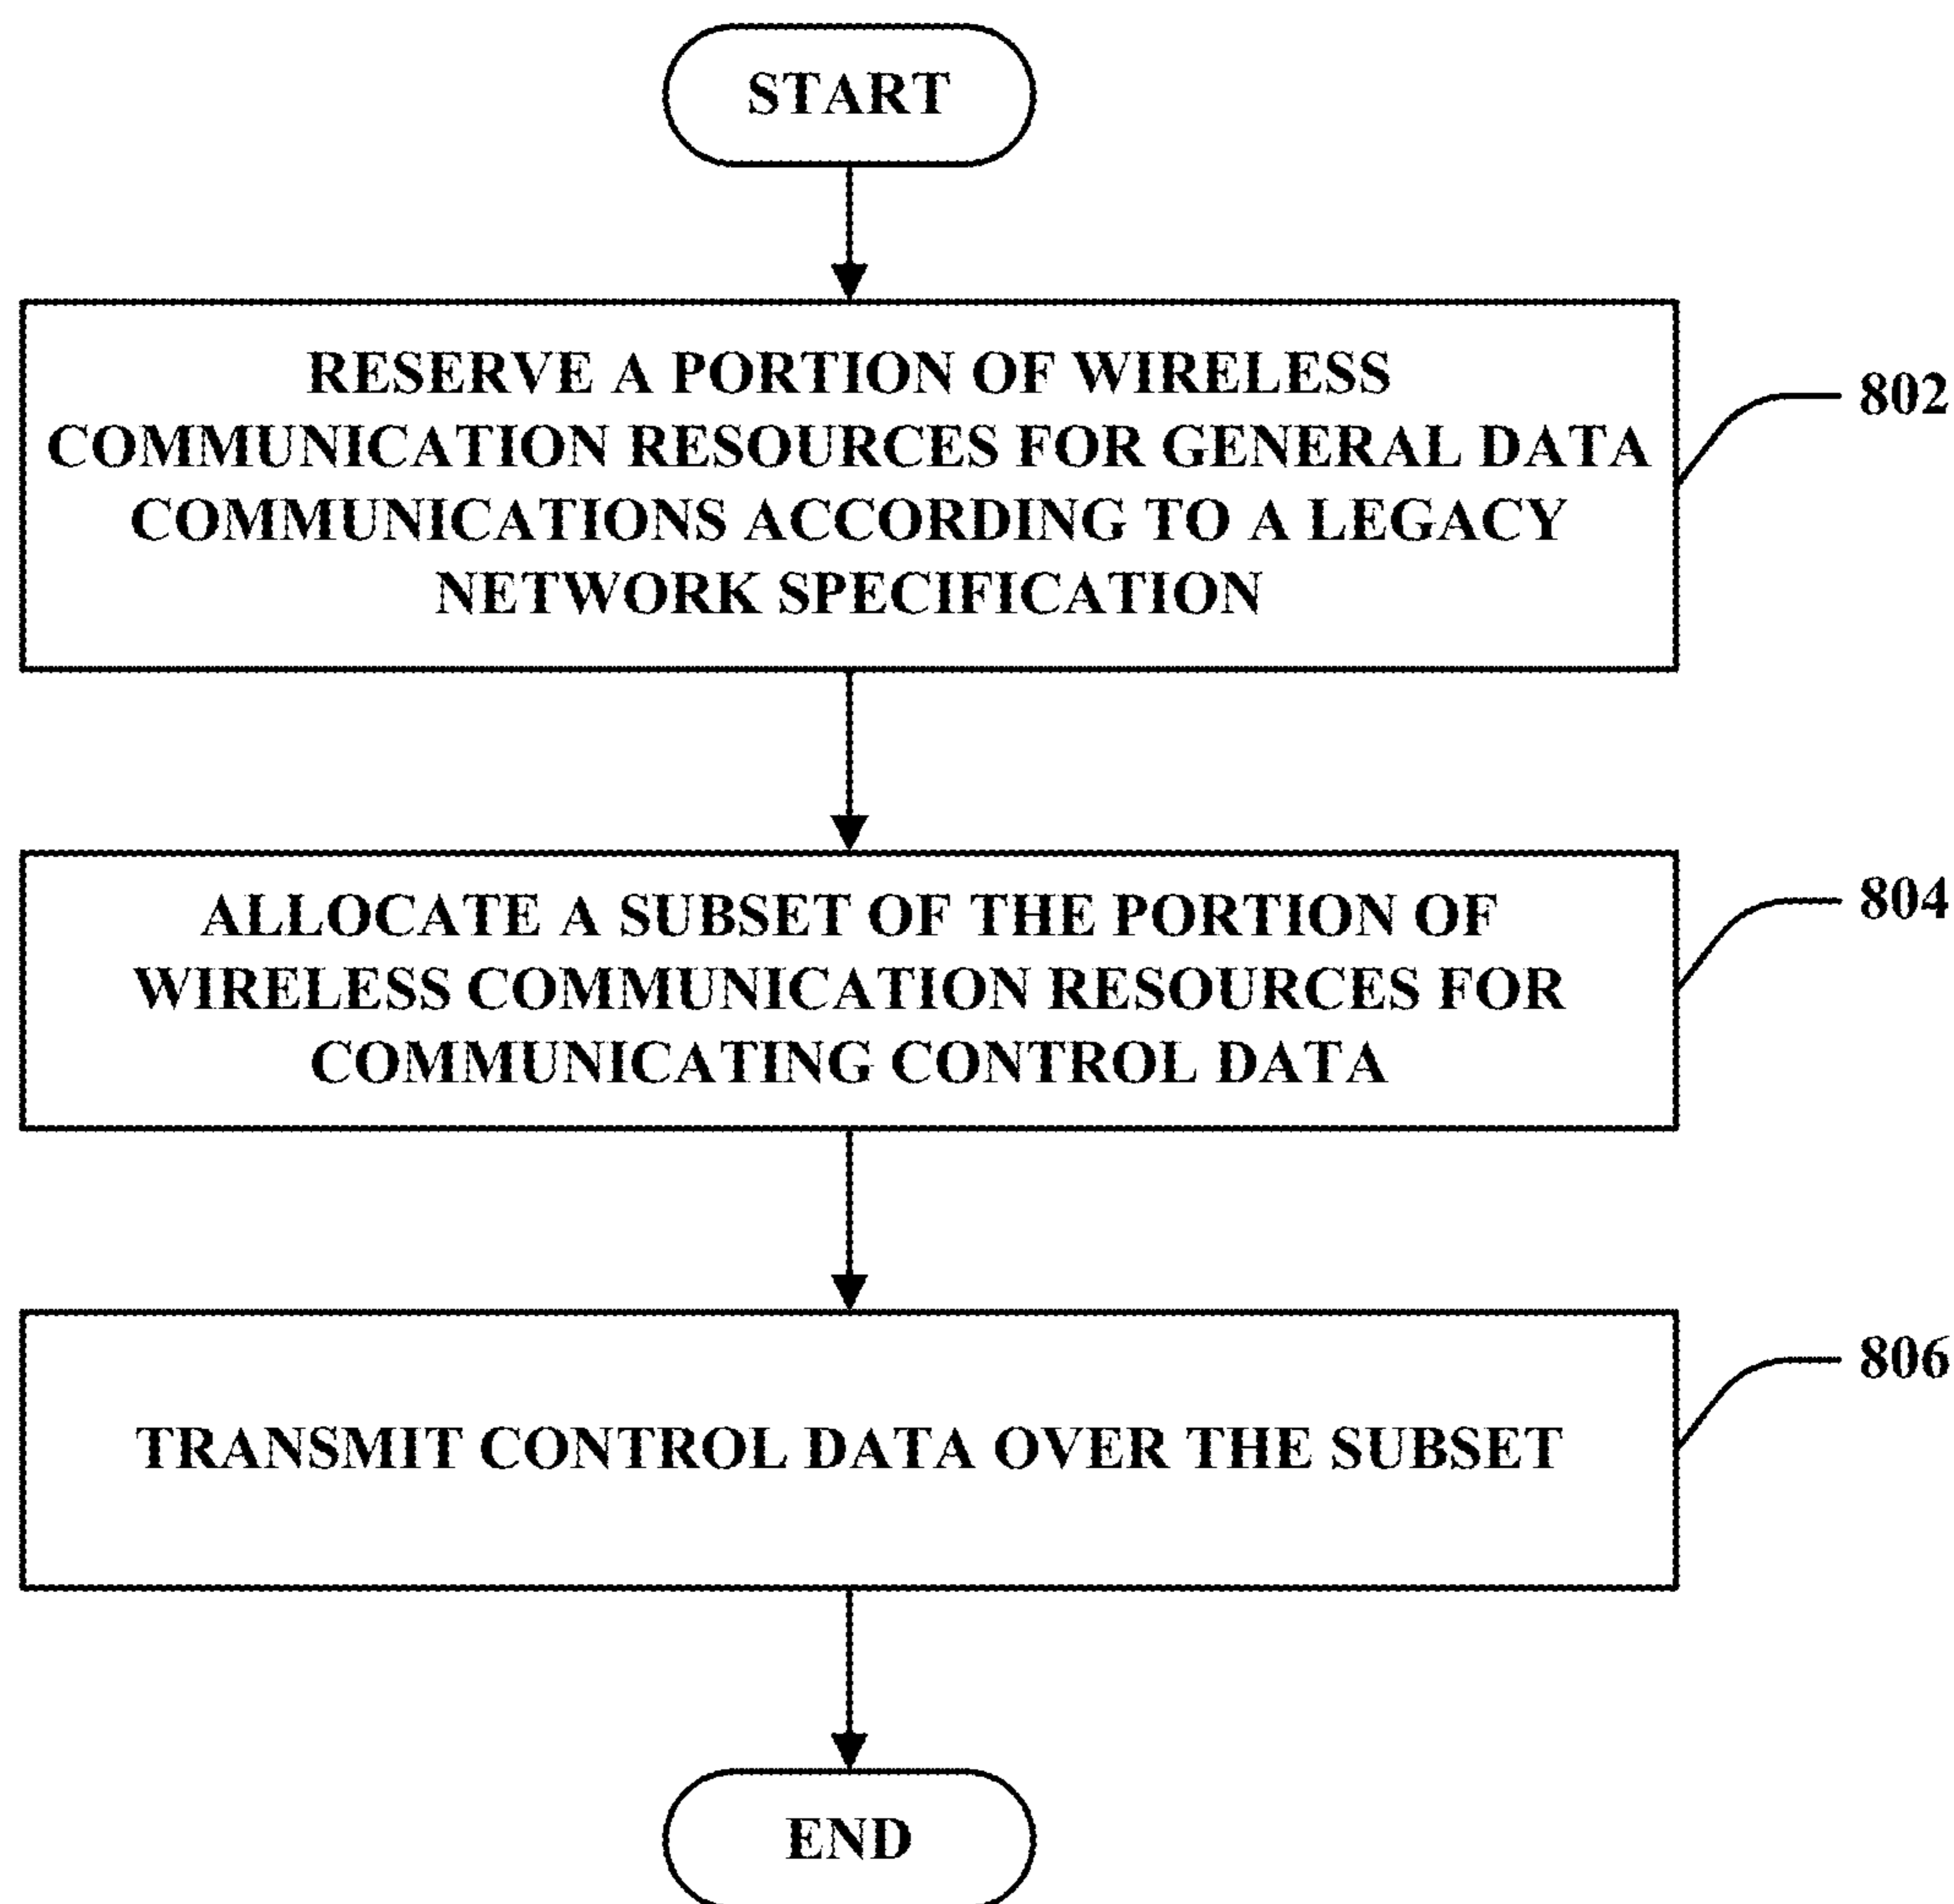 START
RESERVE A PORTION OF WIRELESS
COMMUNICATION RESOURCES FOR GENERAL DATA
COMMUNICATIONS ACCORDING TO A LEGACY
NETWORK SPECIFICATION
802
ALLOCATE A SUBSET OF THE PORTION OF
WIRELESS COMMUNICATION RESOURCES FOR
COMMUNICATING CONTROL DATA
804
TRANSMIT CONTROL DATA OVER THE SUBSET
806
END